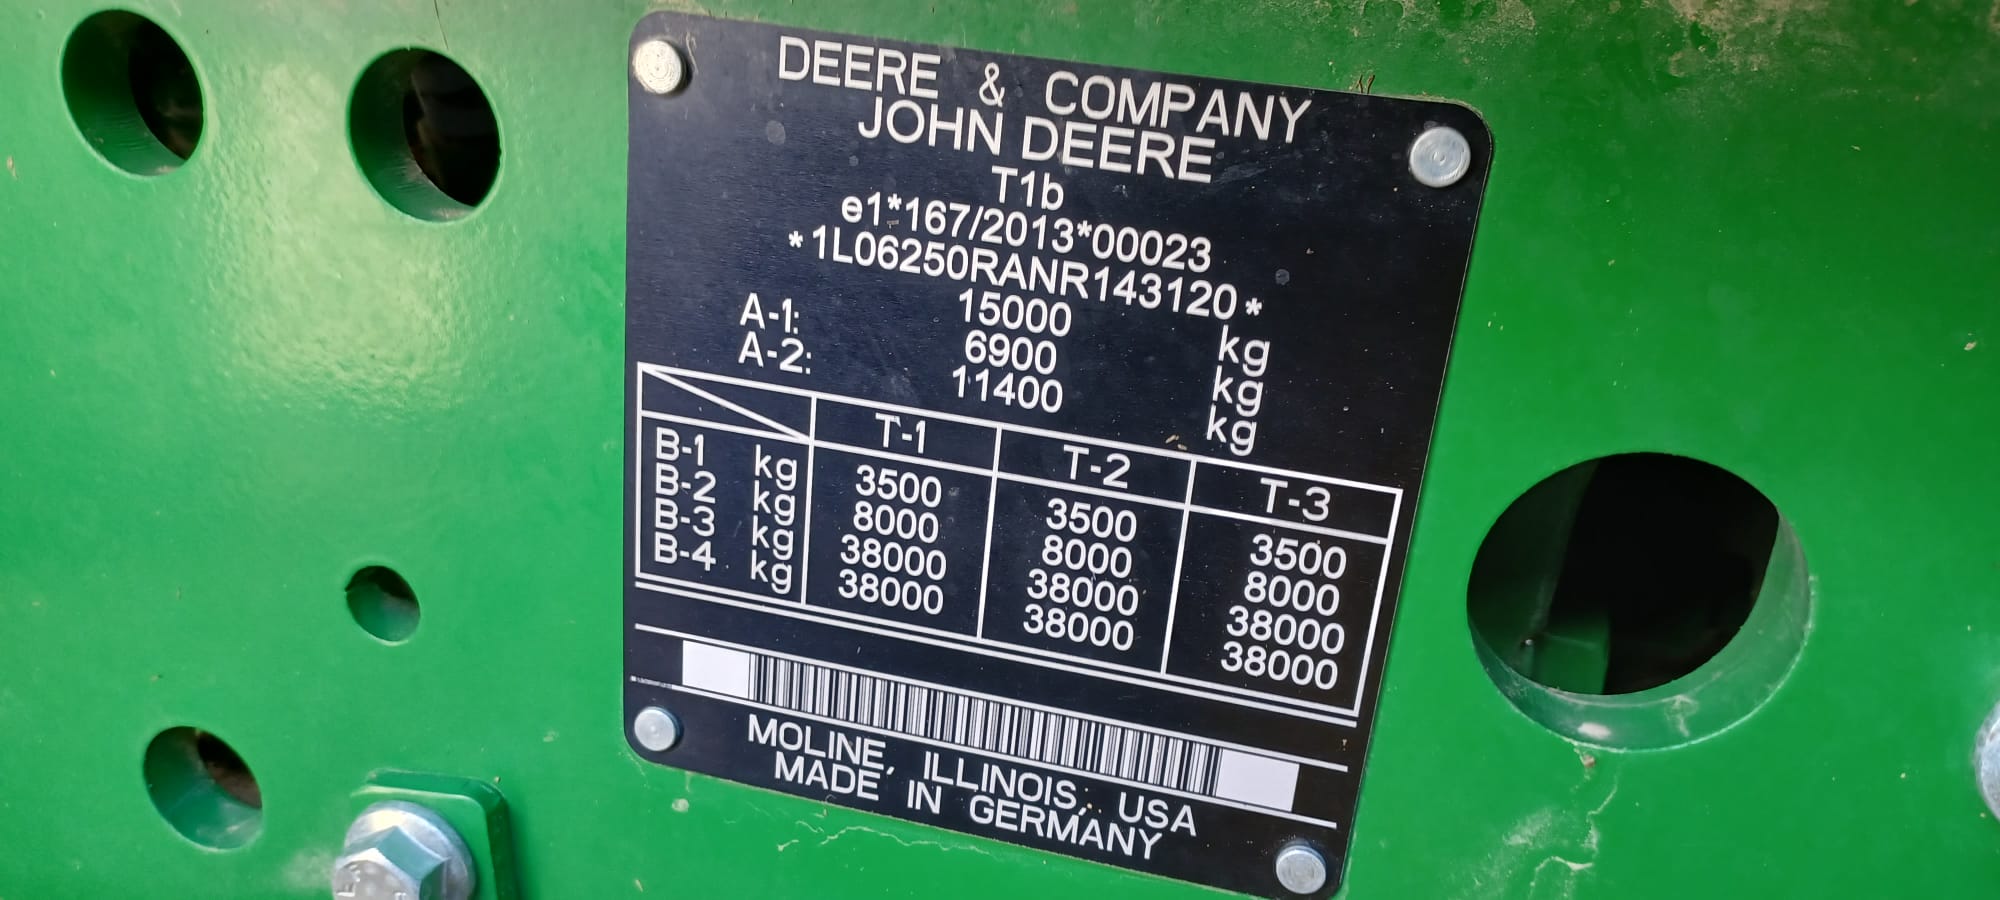 DEERE & COMPANY
JOHN DEERE
T1b
e1*167/2013*00023
*1L06250RANR143120*
15000 kg
A-1: 6900 kg
A-2: 11400 kg
T-1 T-2 T-3
B-1 kg 3500 3500 3500
B-2 kg 8000 8000 8000
B-3 kg 38000 38000 38000
B-4 kg 38000 38000 38000
MOLINE, ILLINOIS, USA
MADE IN GERMANY